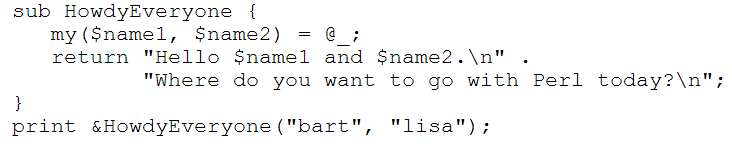 sub HowdyEveryone {
   my($name1, $name2) = @_;
   return "Hello $name1 and $name2.\n" .
          "Where do you want to go with Perl today?\n";
}
print &HowdyEveryone("bart", "lisa");